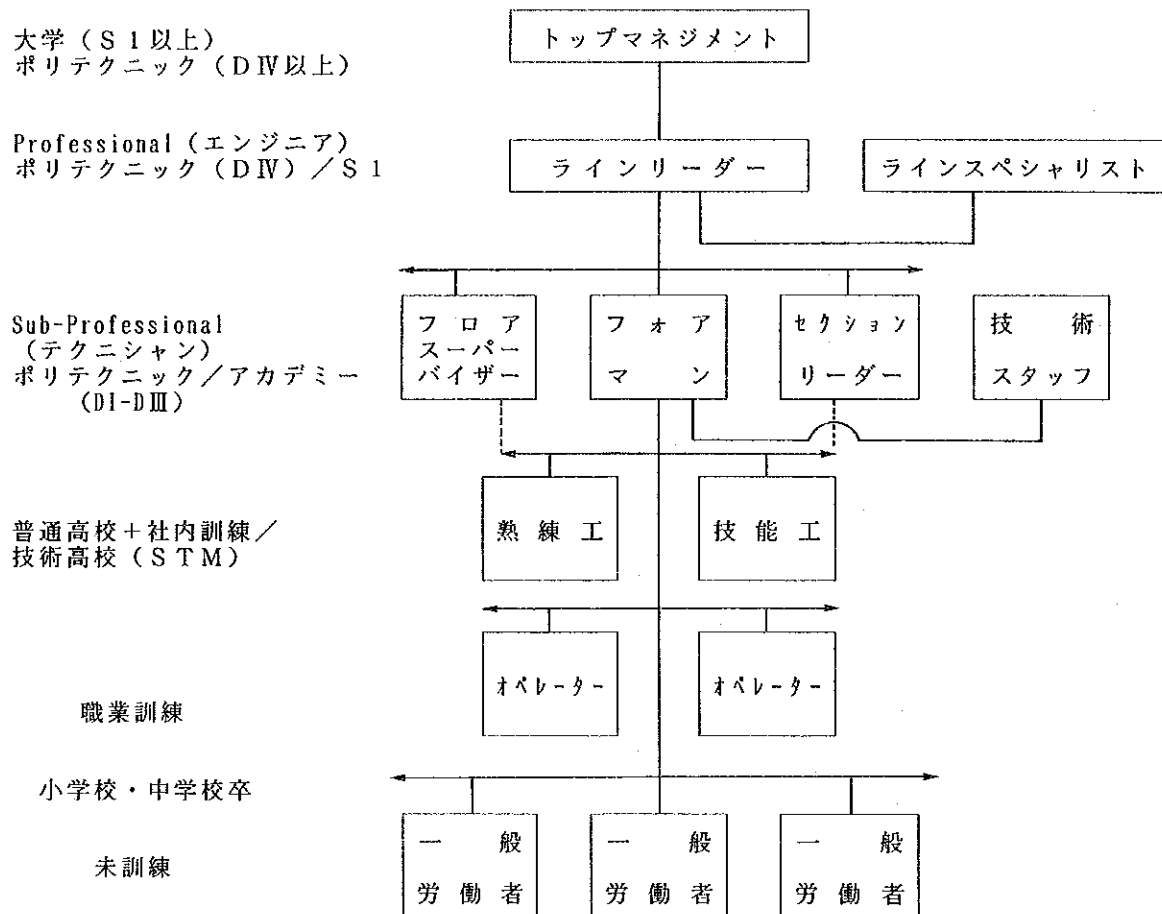 大学（S1以上）
ポリテクニック（DⅣ以上）
トップマネジメント
Professional（エンジニア）
ポリテクニック（DⅣ）／S1
ラインリーダー
ラインスペシャリスト
Sub-Professional
（テクニシャン）
ポリテクニック／アカデミー
(DI-DⅢ)
フロア
スーパー
バイザー
フォア
マン
セクション
リーダー
技術
スタッフ
普通高校＋社内訓練／
技術高校（STM）
熟練工
技能工
オペレーター
オペレーター
職業訓練
小学校・中学校卒
未訓練
一般
労働者
一般
労働者
一般
労働者